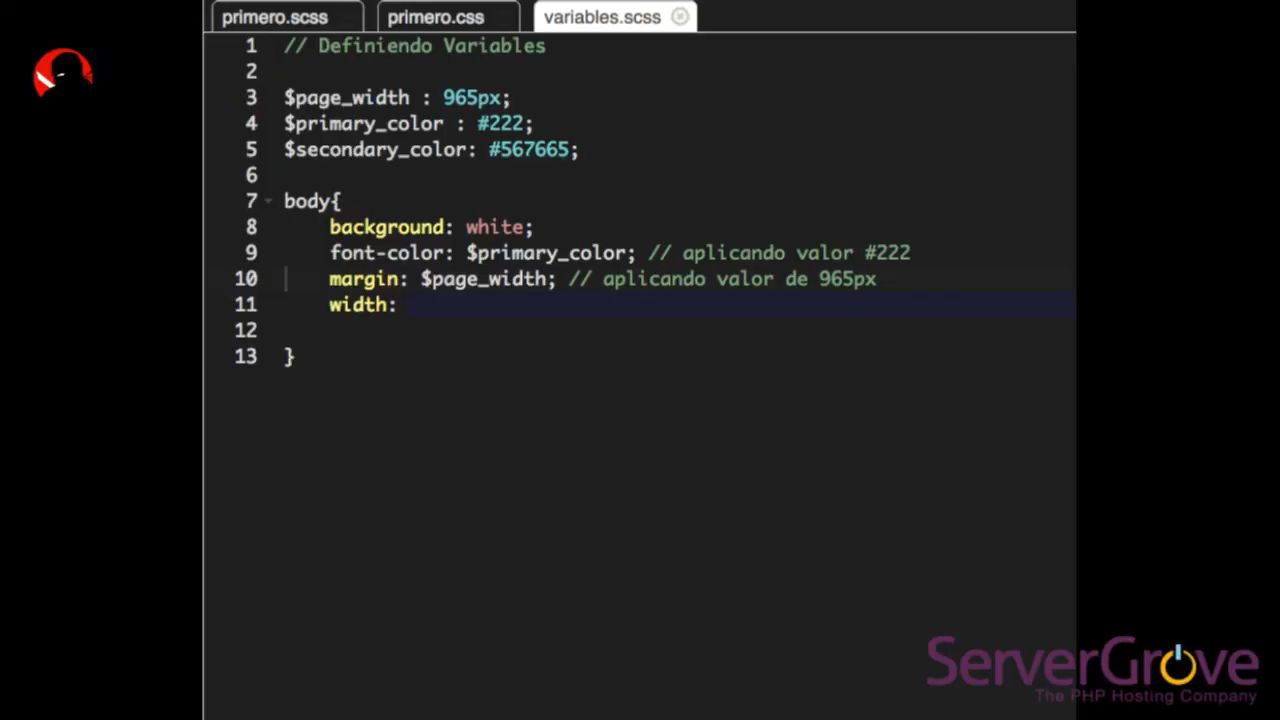 primero.scss primero.css variables.scss
1 // Definiendo Variables
2
3 $page_width : 965px;
4 $primary_color : #222;
5 $secondary_color: #567665;
6
7 body{
8 background: white;
9 font-color: $primary_color; // aplicando valor #222
10 margin: $page_width; // aplicando valor de 965px
11 width:
12
13 }
ServerGrove
The PHP Hosting Company